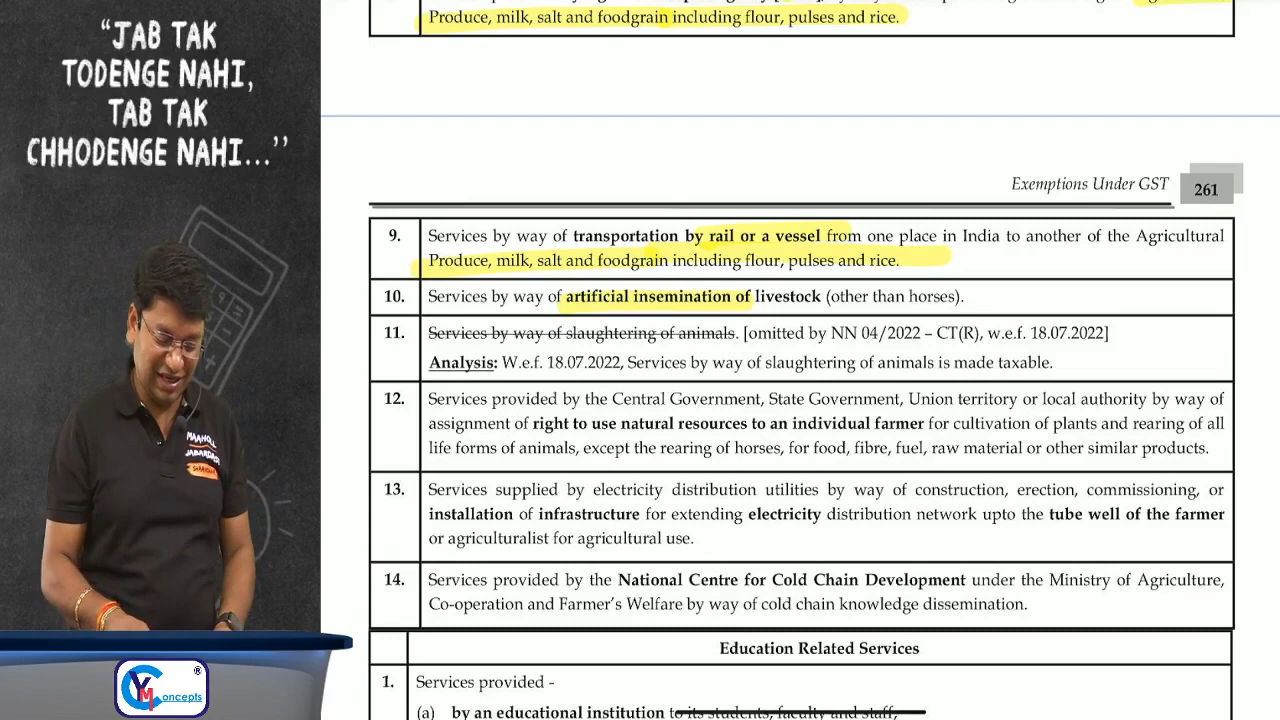 “JAB TAK
TODENGE NAHI,
TAB TAK
CHHODENGE NAHI...’’
Produce, milk, salt and foodgrain including flour, pulses and rice.
Exemptions Under GST 261
9. Services by way of transportation by rail or a vessel from one place in India to another of the Agricultural
Produce, milk, salt and foodgrain including flour, pulses and rice.
10. Services by way of artificial insemination of livestock (other than horses).
11. Services by way of slaughtering of animals. [omitted by NN 04/2022 – CT(R), w.e.f. 18.07.2022]
Analysis: W.e.f. 18.07.2022, Services by way of slaughtering of animals is made taxable.
12. Services provided by the Central Government, State Government, Union territory or local authority by way of
assignment of right to use natural resources to an individual farmer for cultivation of plants and rearing of all
life forms of animals, except the rearing of horses, for food, fibre, fuel, raw material or other similar products.
13. Services supplied by electricity distribution utilities by way of construction, erection, commissioning, or
installation of infrastructure for extending electricity distribution network upto the tube well of the farmer
or agriculturalist for agricultural use.
14. Services provided by the National Centre for Cold Chain Development under the Ministry of Agriculture,
Co-operation and Farmer’s Welfare by way of cold chain knowledge dissemination.
Education Related Services
1. Services provided -
(a) by an educational institution to its students, faculty and staff;
MAAHOLL
YM Concepts ®